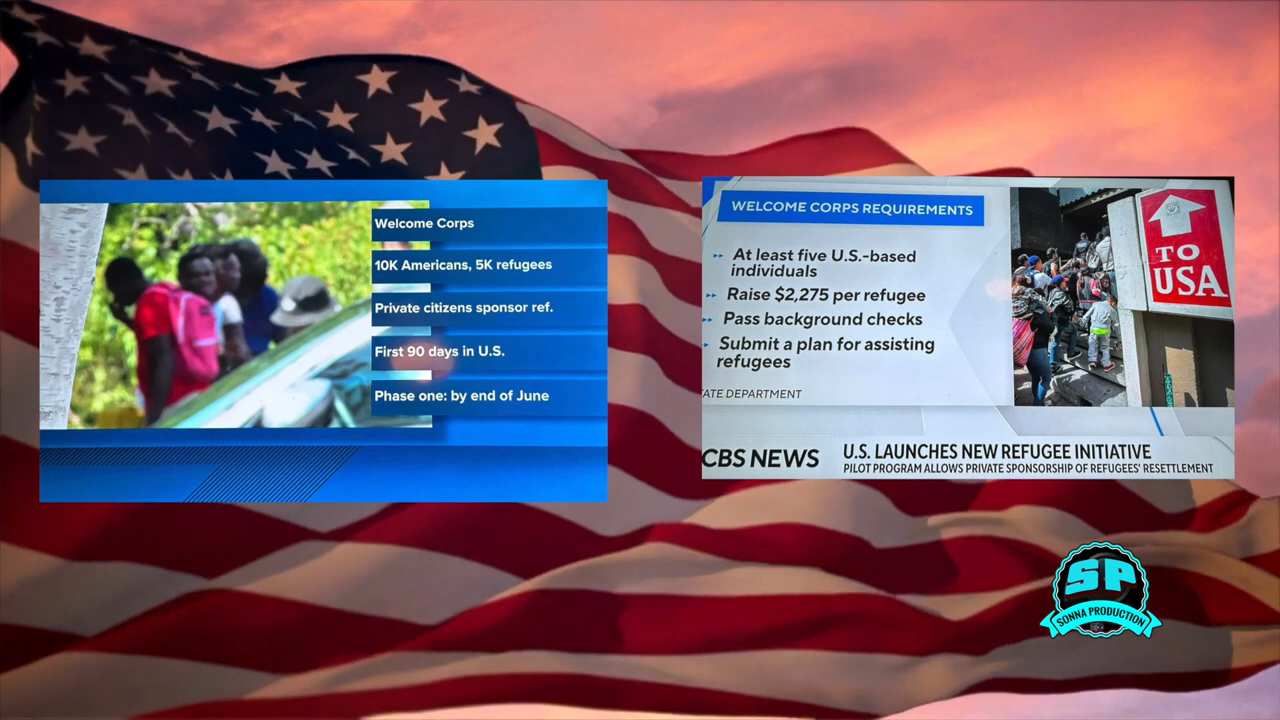 Welcome Corps
10K Americans, 5K refugees
Private citizens sponsor ref.
First 90 days in U.S.
Phase one: by end of June
WELCOME CORPS REQUIREMENTS
At least five U.S.-based
individuals
Raise $2,275 per refugee
Pass background checks
Submit a plan for assisting
refugees
ATE DEPARTMENT
TO
USA
CBS NEWS
U.S. LAUNCHES NEW REFUGEE INITIATIVE
PILOT PROGRAM ALLOWS PRIVATE SPONSORSHIP OF REFUGEES' RESETTLEMENT
SP
SONNA PRODUCTION